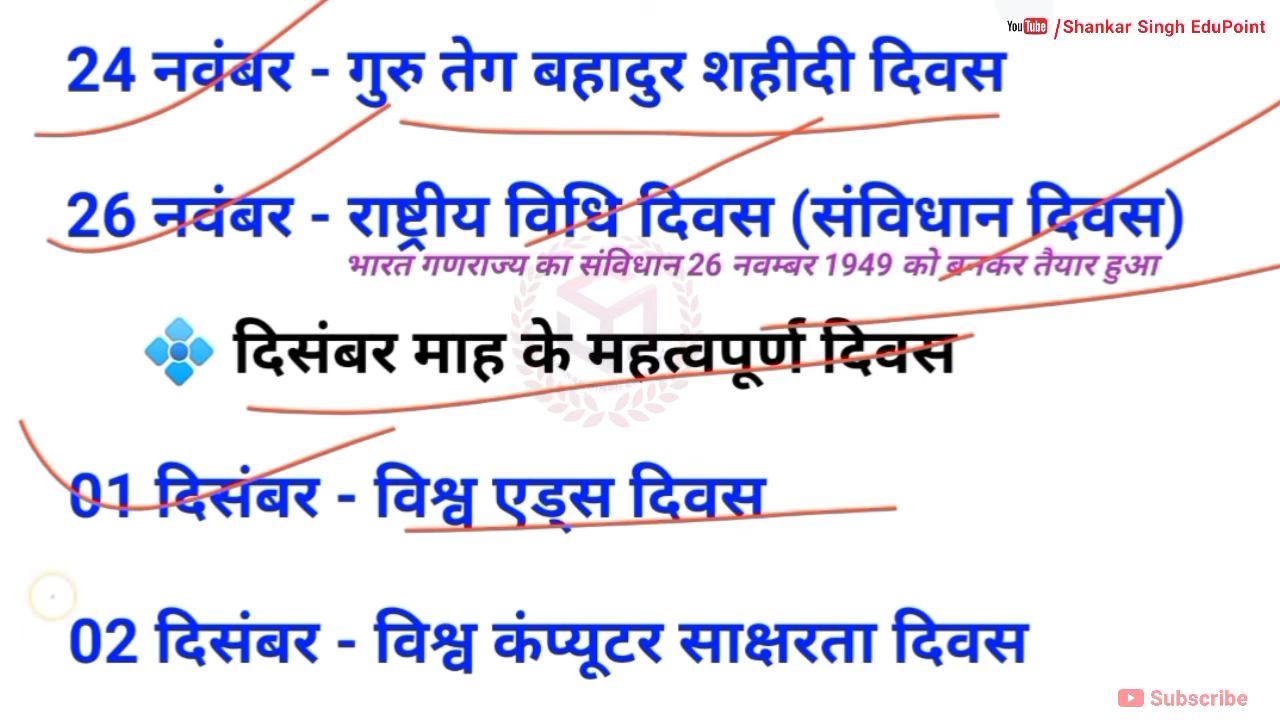 YouTube /Shankar Singh EduPoint
24 नवंबर - गुरु तेग बहादुर शहीदी दिवस
26 नवंबर - राष्ट्रीय विधि दिवस (संविधान दिवस)
भारत गणराज्य का संविधान 26 नवम्बर 1949 को बनकर तैयार हुआ
दिसंबर माह के महत्वपूर्ण दिवस
01 दिसंबर - विश्व एड्स दिवस
02 दिसंबर - विश्व कंप्यूटर साक्षरता दिवस
Subscribe